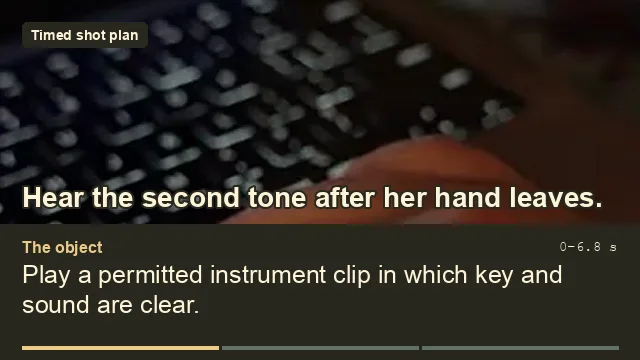 Timed shot plan
Hear the second tone after her hand leaves.
The object
0–6.8 s
Play a permitted instrument clip in which key and
sound are clear.